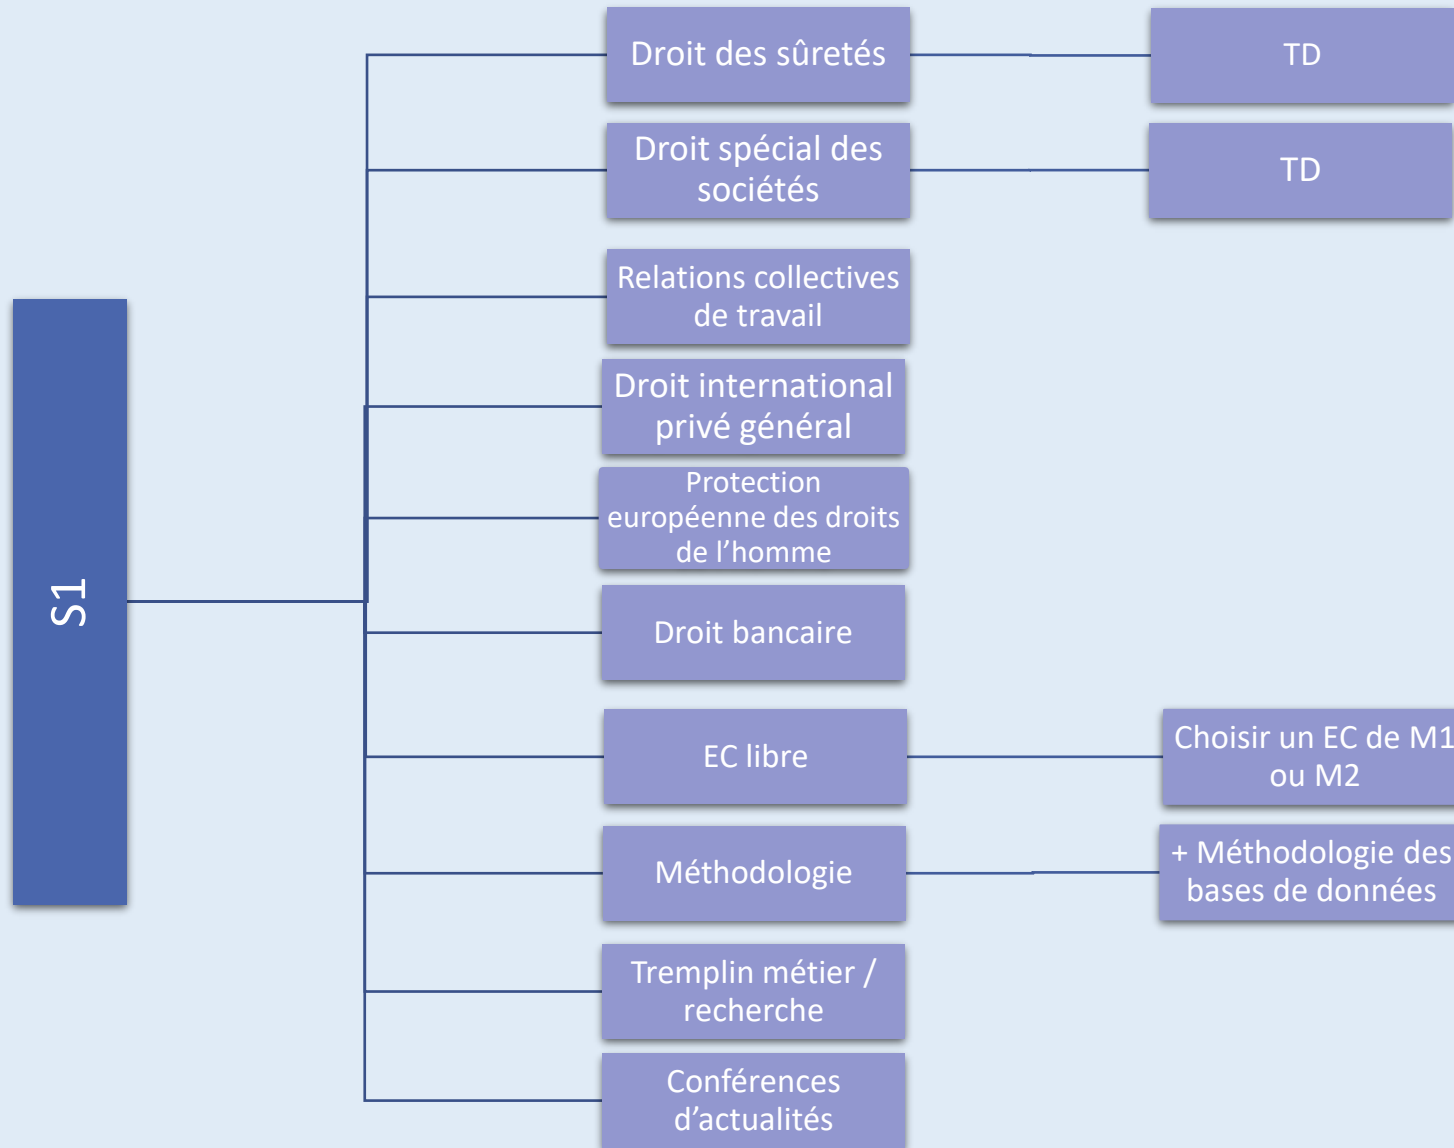 S1
Droit des sûretés
TD
Droit spécial des
sociétés
TD
Relations collectives
de travail
Droit international
privé général
Protection
européenne des droits
de l’homme
Droit bancaire
EC libre
Choisir un EC de M1
ou M2
Méthodologie
+ Méthodologie des
bases de données
Tremplin métier /
recherche
Conférences
d’actualités